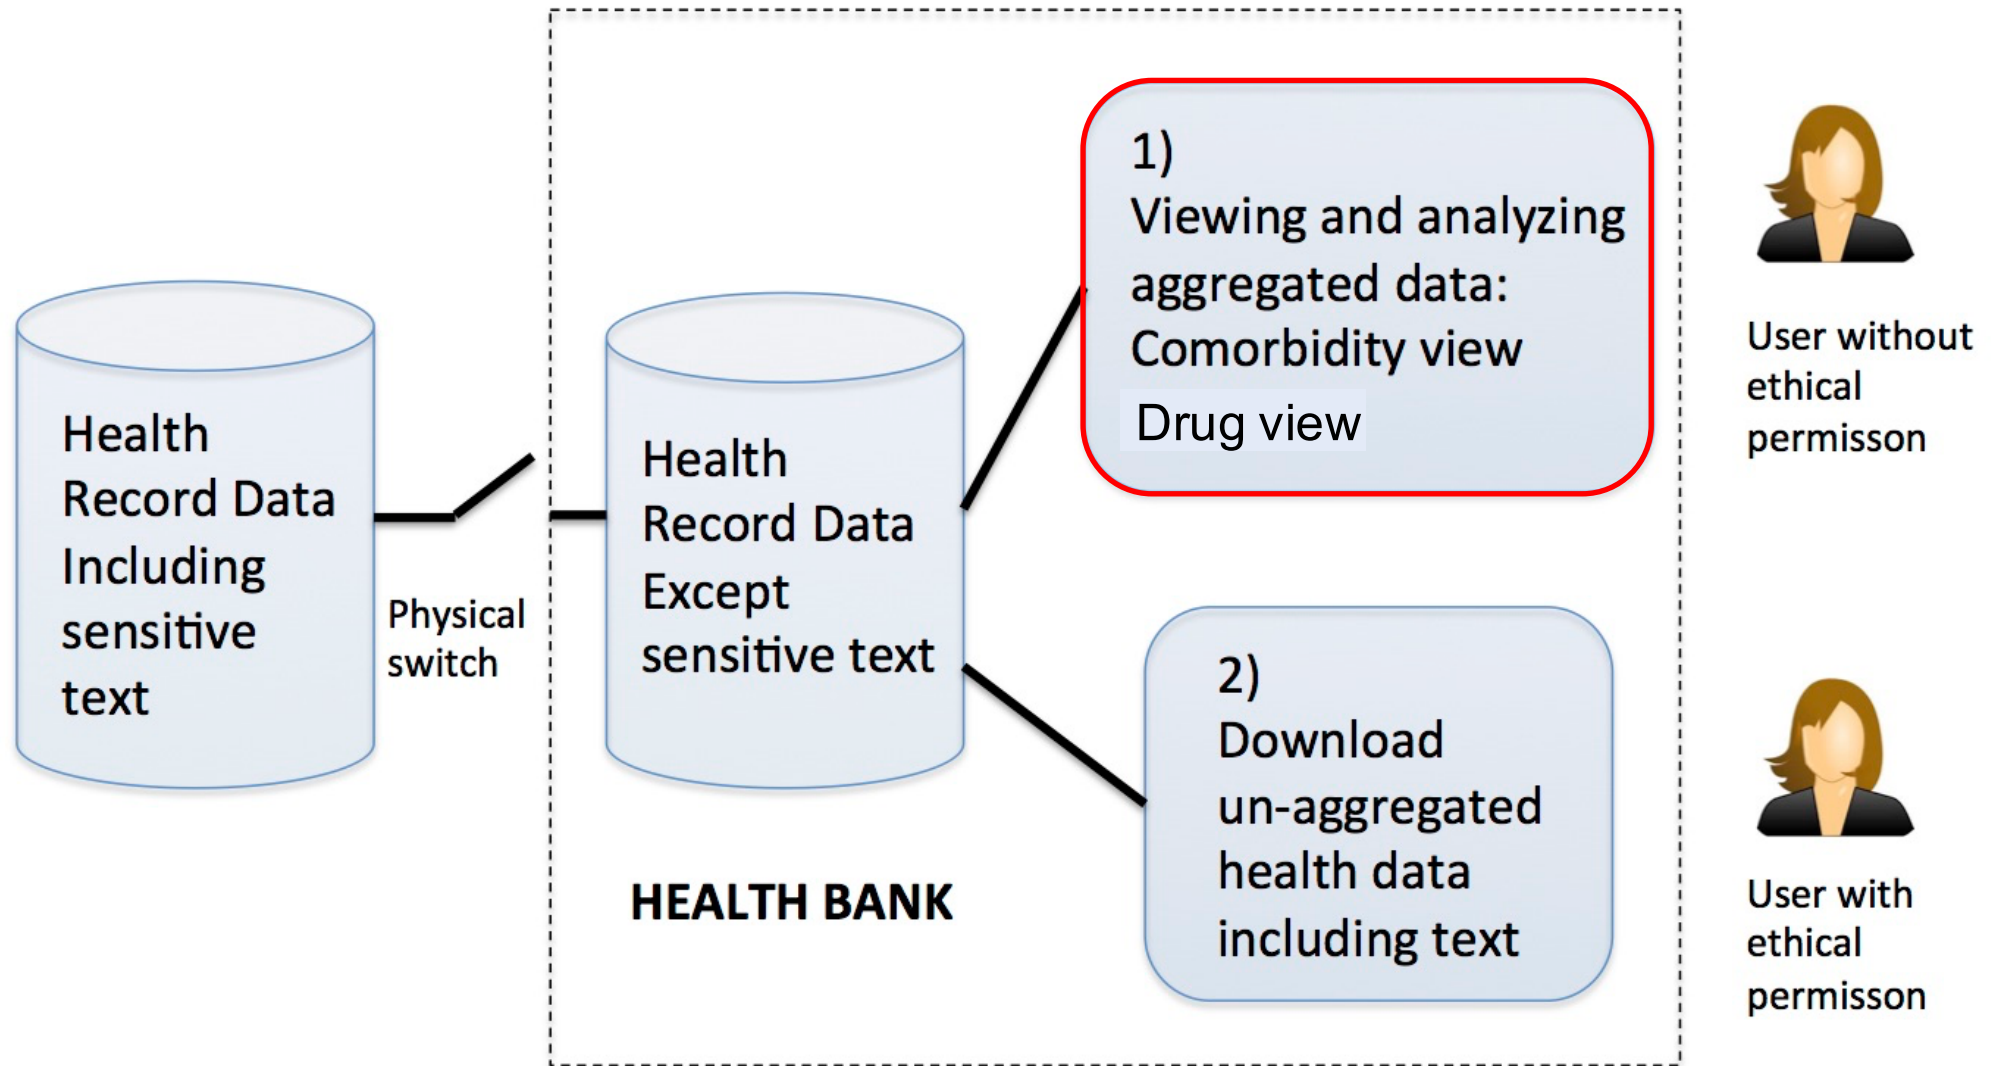 Health
Record Data
Including
sensitive
text
Physical
switch
Health
Record Data
Except
sensitive text
HEALTH BANK
1)
Viewing and analyzing
aggregated data:
Comorbidity view
Drug view
2)
Download
un-aggregated
health data
including text
User without
ethical
permisson
User with
ethical
permisson